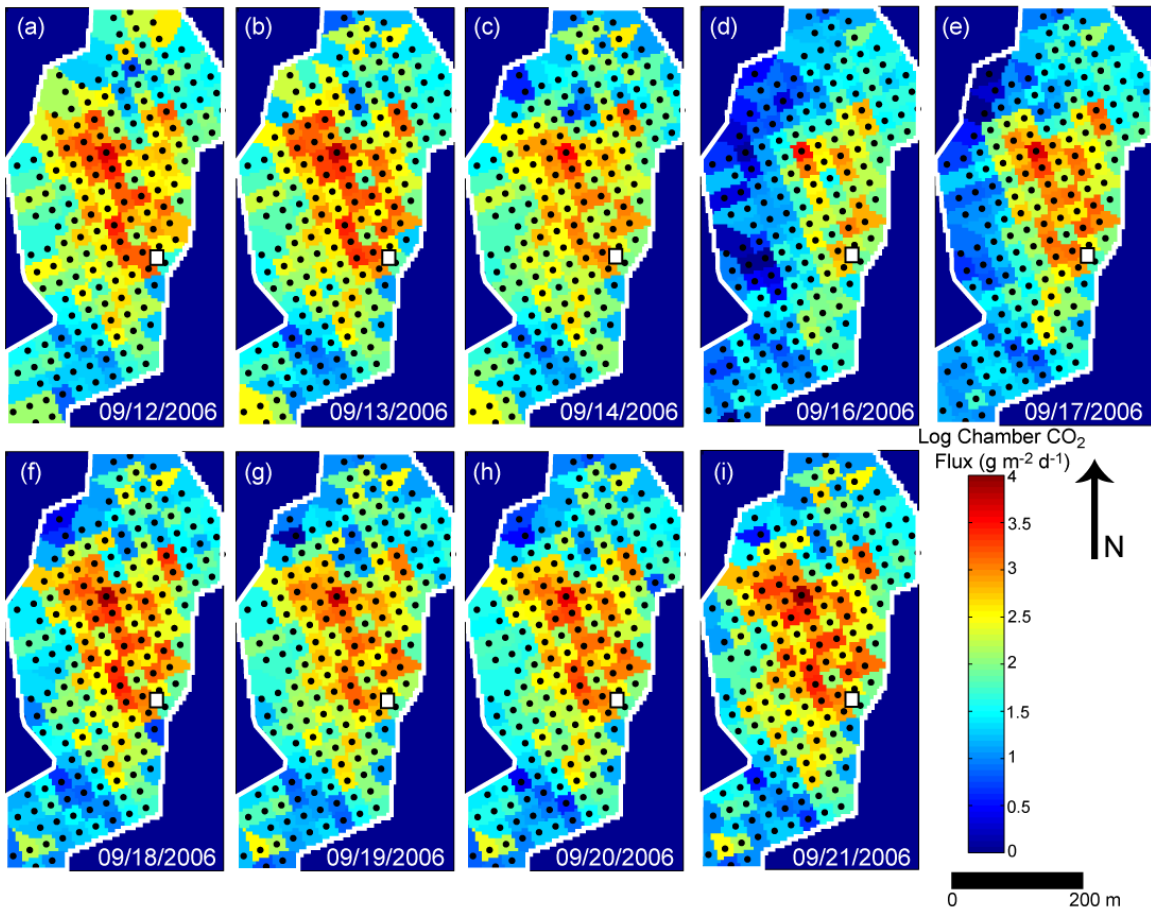 (a)
(b)
(c)
(d)
(e)
09/12/2006
09/13/2006
09/14/2006
09/16/2006
09/17/2006
(f)
(g)
(h)
(i)
Log Chamber CO₂
Flux (g m⁻² d⁻¹)
4
3.5
3
2.5
2
1.5
1
0.5
0
N
09/18/2006
09/19/2006
09/20/2006
09/21/2006
0 200 m